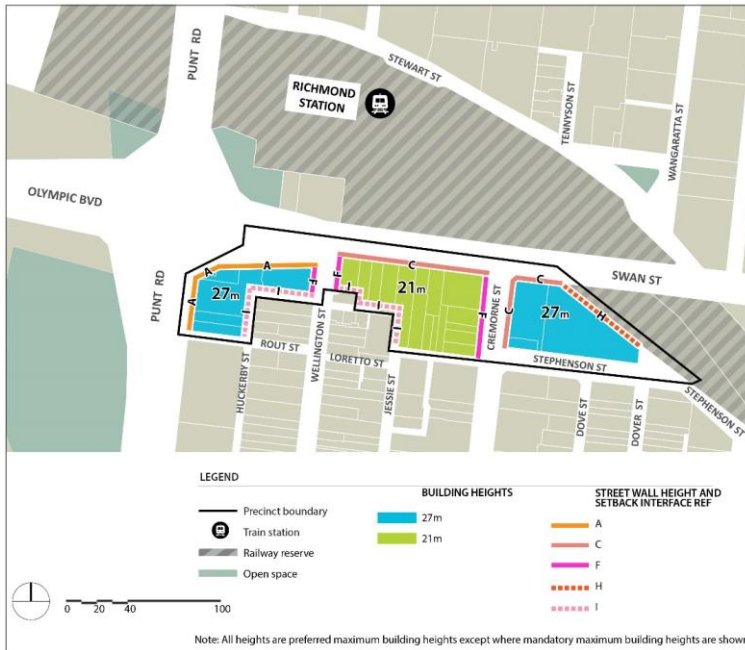 PUNT RD
STEWART ST
RICHMOND
STATION
TENNYSON ST
WANGARATTA ST
OLYMPIC BVD
SWAN ST
PUNT RD
A
A
A
27m
I
I
F
F
C
I
I
I
21m
F
CREMORNE ST
C
C
27m
H
HUCKERBY ST
ROUT ST
WELLINGTON ST
LORETTO ST
JESSIE ST
STEPHENSON ST
DOVE ST
DOVER ST
STEPHENSON ST
LEGEND
Precinct boundary
Train station
Railway reserve
Open space
BUILDING HEIGHTS
27m
21m
STREET WALL HEIGHT AND
SETBACK INTERFACE REF
A
C
F
H
I
0 20 40 100
Note: All heights are preferred maximum building heights except where mandatory maximum building heights are shown